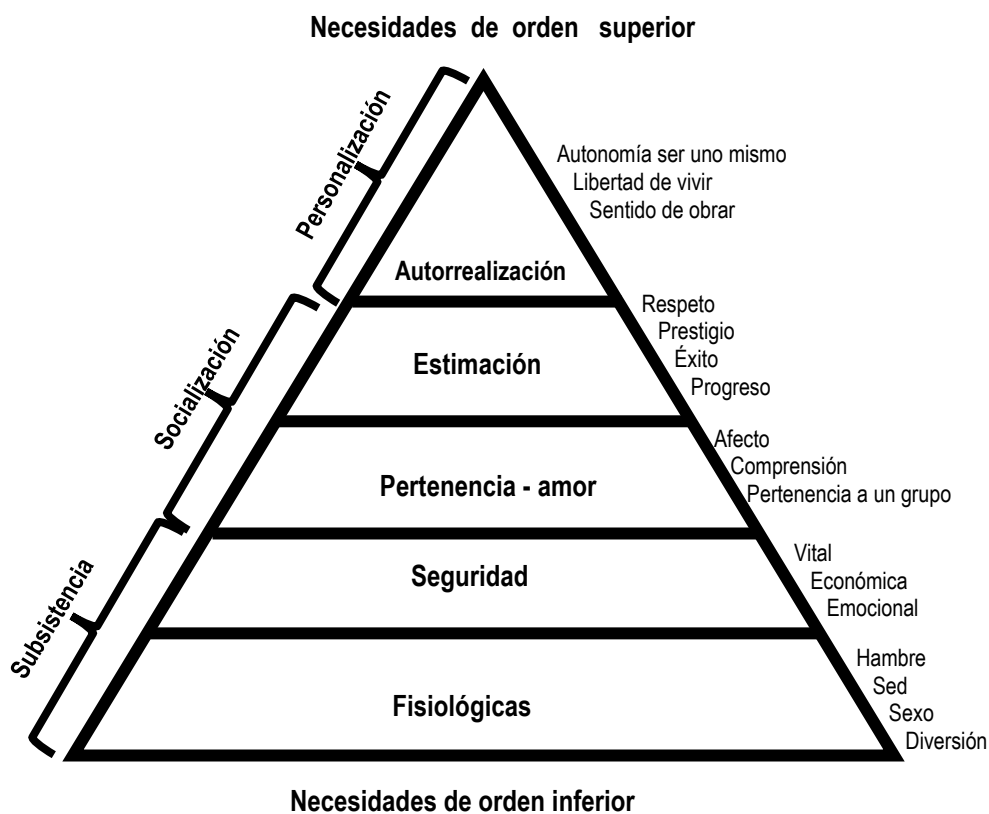 Necesidades de orden superior
Personalización
Autonomía ser uno mismo
Libertad de vivir
Sentido de obrar
Autorrealización
Socialización
Respeto
Prestigio
Éxito
Progreso
Estimación
Afecto
Comprensión
Pertenencia a un grupo
Pertenencia - amor
Subsistencia
Vital
Económica
Emocional
Seguridad
Hambre
Sed
Sexo
Diversión
Fisiológicas
Necesidades de orden inferior